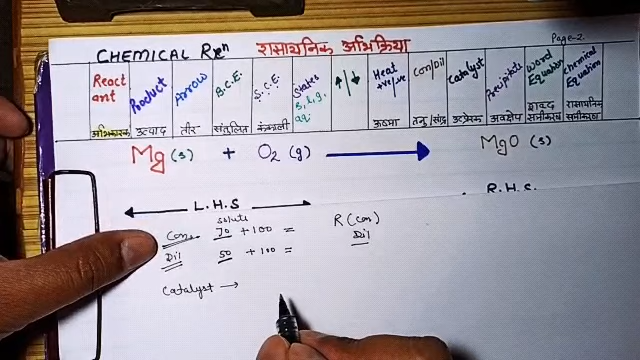 CHEMICAL Rxn रासायनिक अभिक्रिया Page-2
Reactant Product Arrow B.C.E. S.C.E. States s, l, g, aq. ↑/↓ Heat +ve/-ve Con/Dil Catalyst Precipitate Word Equation Chemical Equation
अभिकारक उत्पाद तीर संतुलित कंकाली ऊष्मा तनु/सांद्र उत्प्रेरक अवक्षेप शब्द समीकरण रासायनिक समीकरण
Mg (s) + O2 (g) → MgO (s)
L.H.S R.H.S.
solute
Con. 70 + 100 = R (Con)
Dil 50 + 100 = Dil
Catalyst →